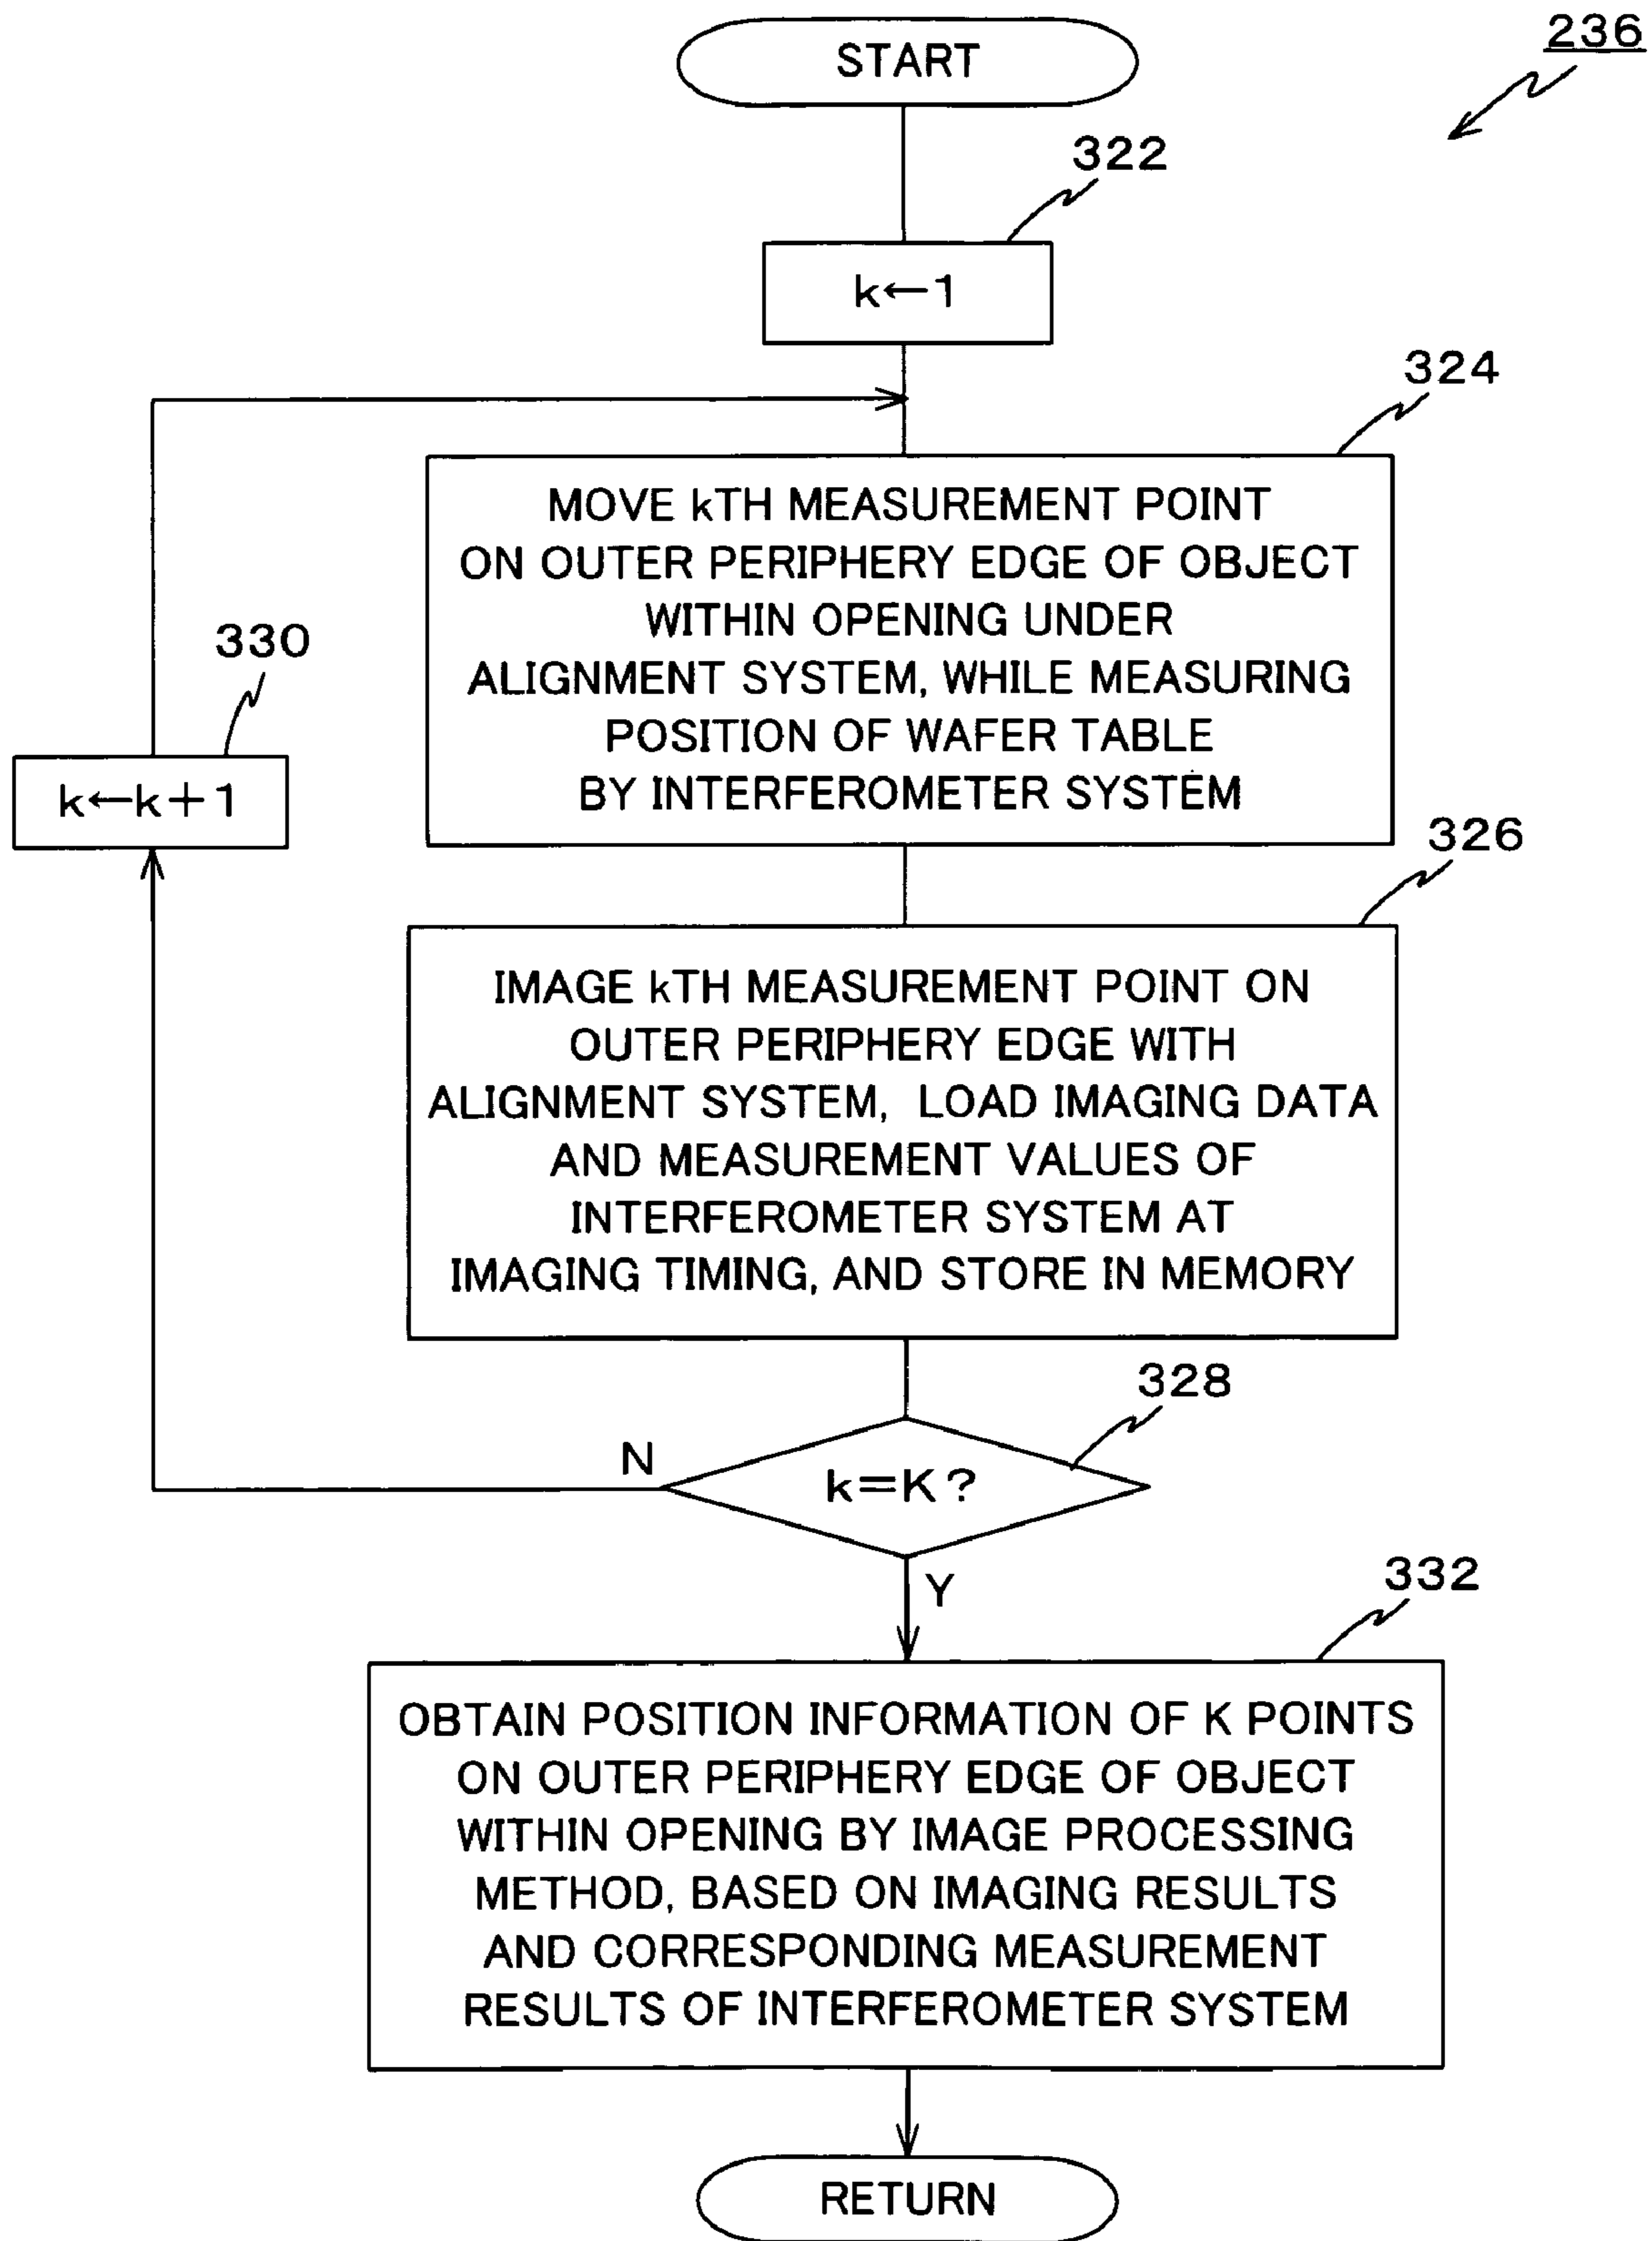 236
START
322
k←1
324
MOVE kTH MEASUREMENT POINT
ON OUTER PERIPHERY EDGE OF OBJECT
WITHIN OPENING UNDER
ALIGNMENT SYSTEM, WHILE MEASURING
POSITION OF WAFER TABLE
BY INTERFEROMETER SYSTEM
330
k←k+1
326
IMAGE kTH MEASUREMENT POINT ON
OUTER PERIPHERY EDGE WITH
ALIGNMENT SYSTEM, LOAD IMAGING DATA
AND MEASUREMENT VALUES OF
INTERFEROMETER SYSTEM AT
IMAGING TIMING, AND STORE IN MEMORY
328
N
k=K?
Y
332
OBTAIN POSITION INFORMATION OF K POINTS
ON OUTER PERIPHERY EDGE OF OBJECT
WITHIN OPENING BY IMAGE PROCESSING
METHOD, BASED ON IMAGING RESULTS
AND CORRESPONDING MEASUREMENT
RESULTS OF INTERFEROMETER SYSTEM
RETURN